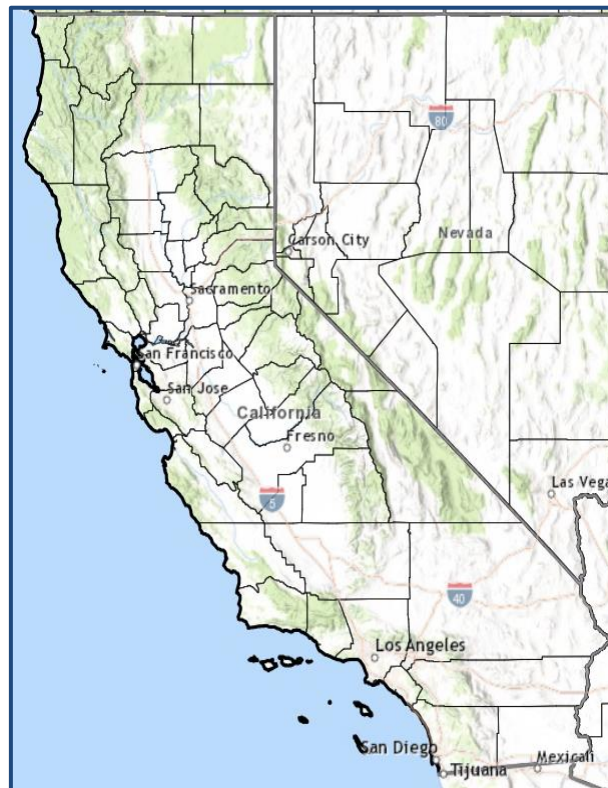 80
Nevada
Carson City
Sacramento
San Francisco
San Jose
California
Fresno
5
Las Vega
40
Los Angeles
San Diego
Tijuana
Mexicali